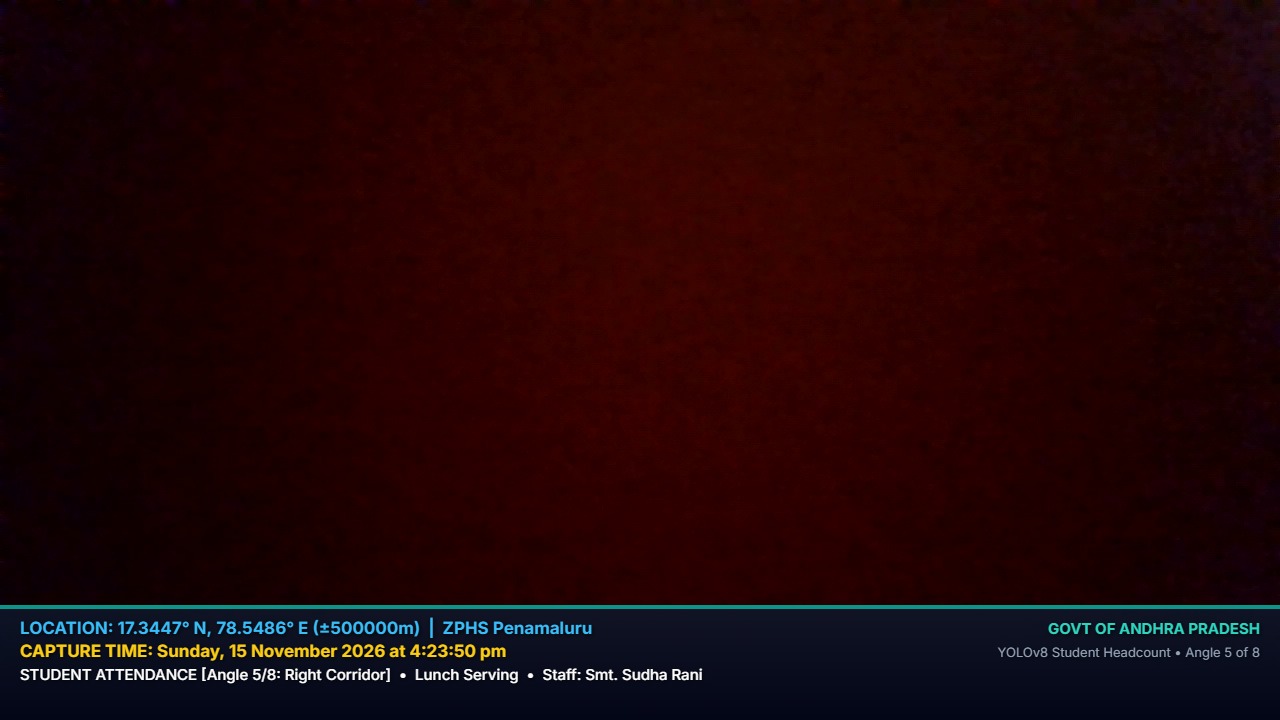 LOCATION: 17.3447° N, 78.5486° E (±500000m) | ZPHS Penamaluru
CAPTURE TIME: Sunday, 15 November 2026 at 4:23:50 pm
STUDENT ATTENDANCE [Angle 5/8: Right Corridor] • Lunch Serving • Staff: Smt. Sudha Rani
GOVT OF ANDHRA PRADESH
YOLOv8 Student Headcount • Angle 5 of 8